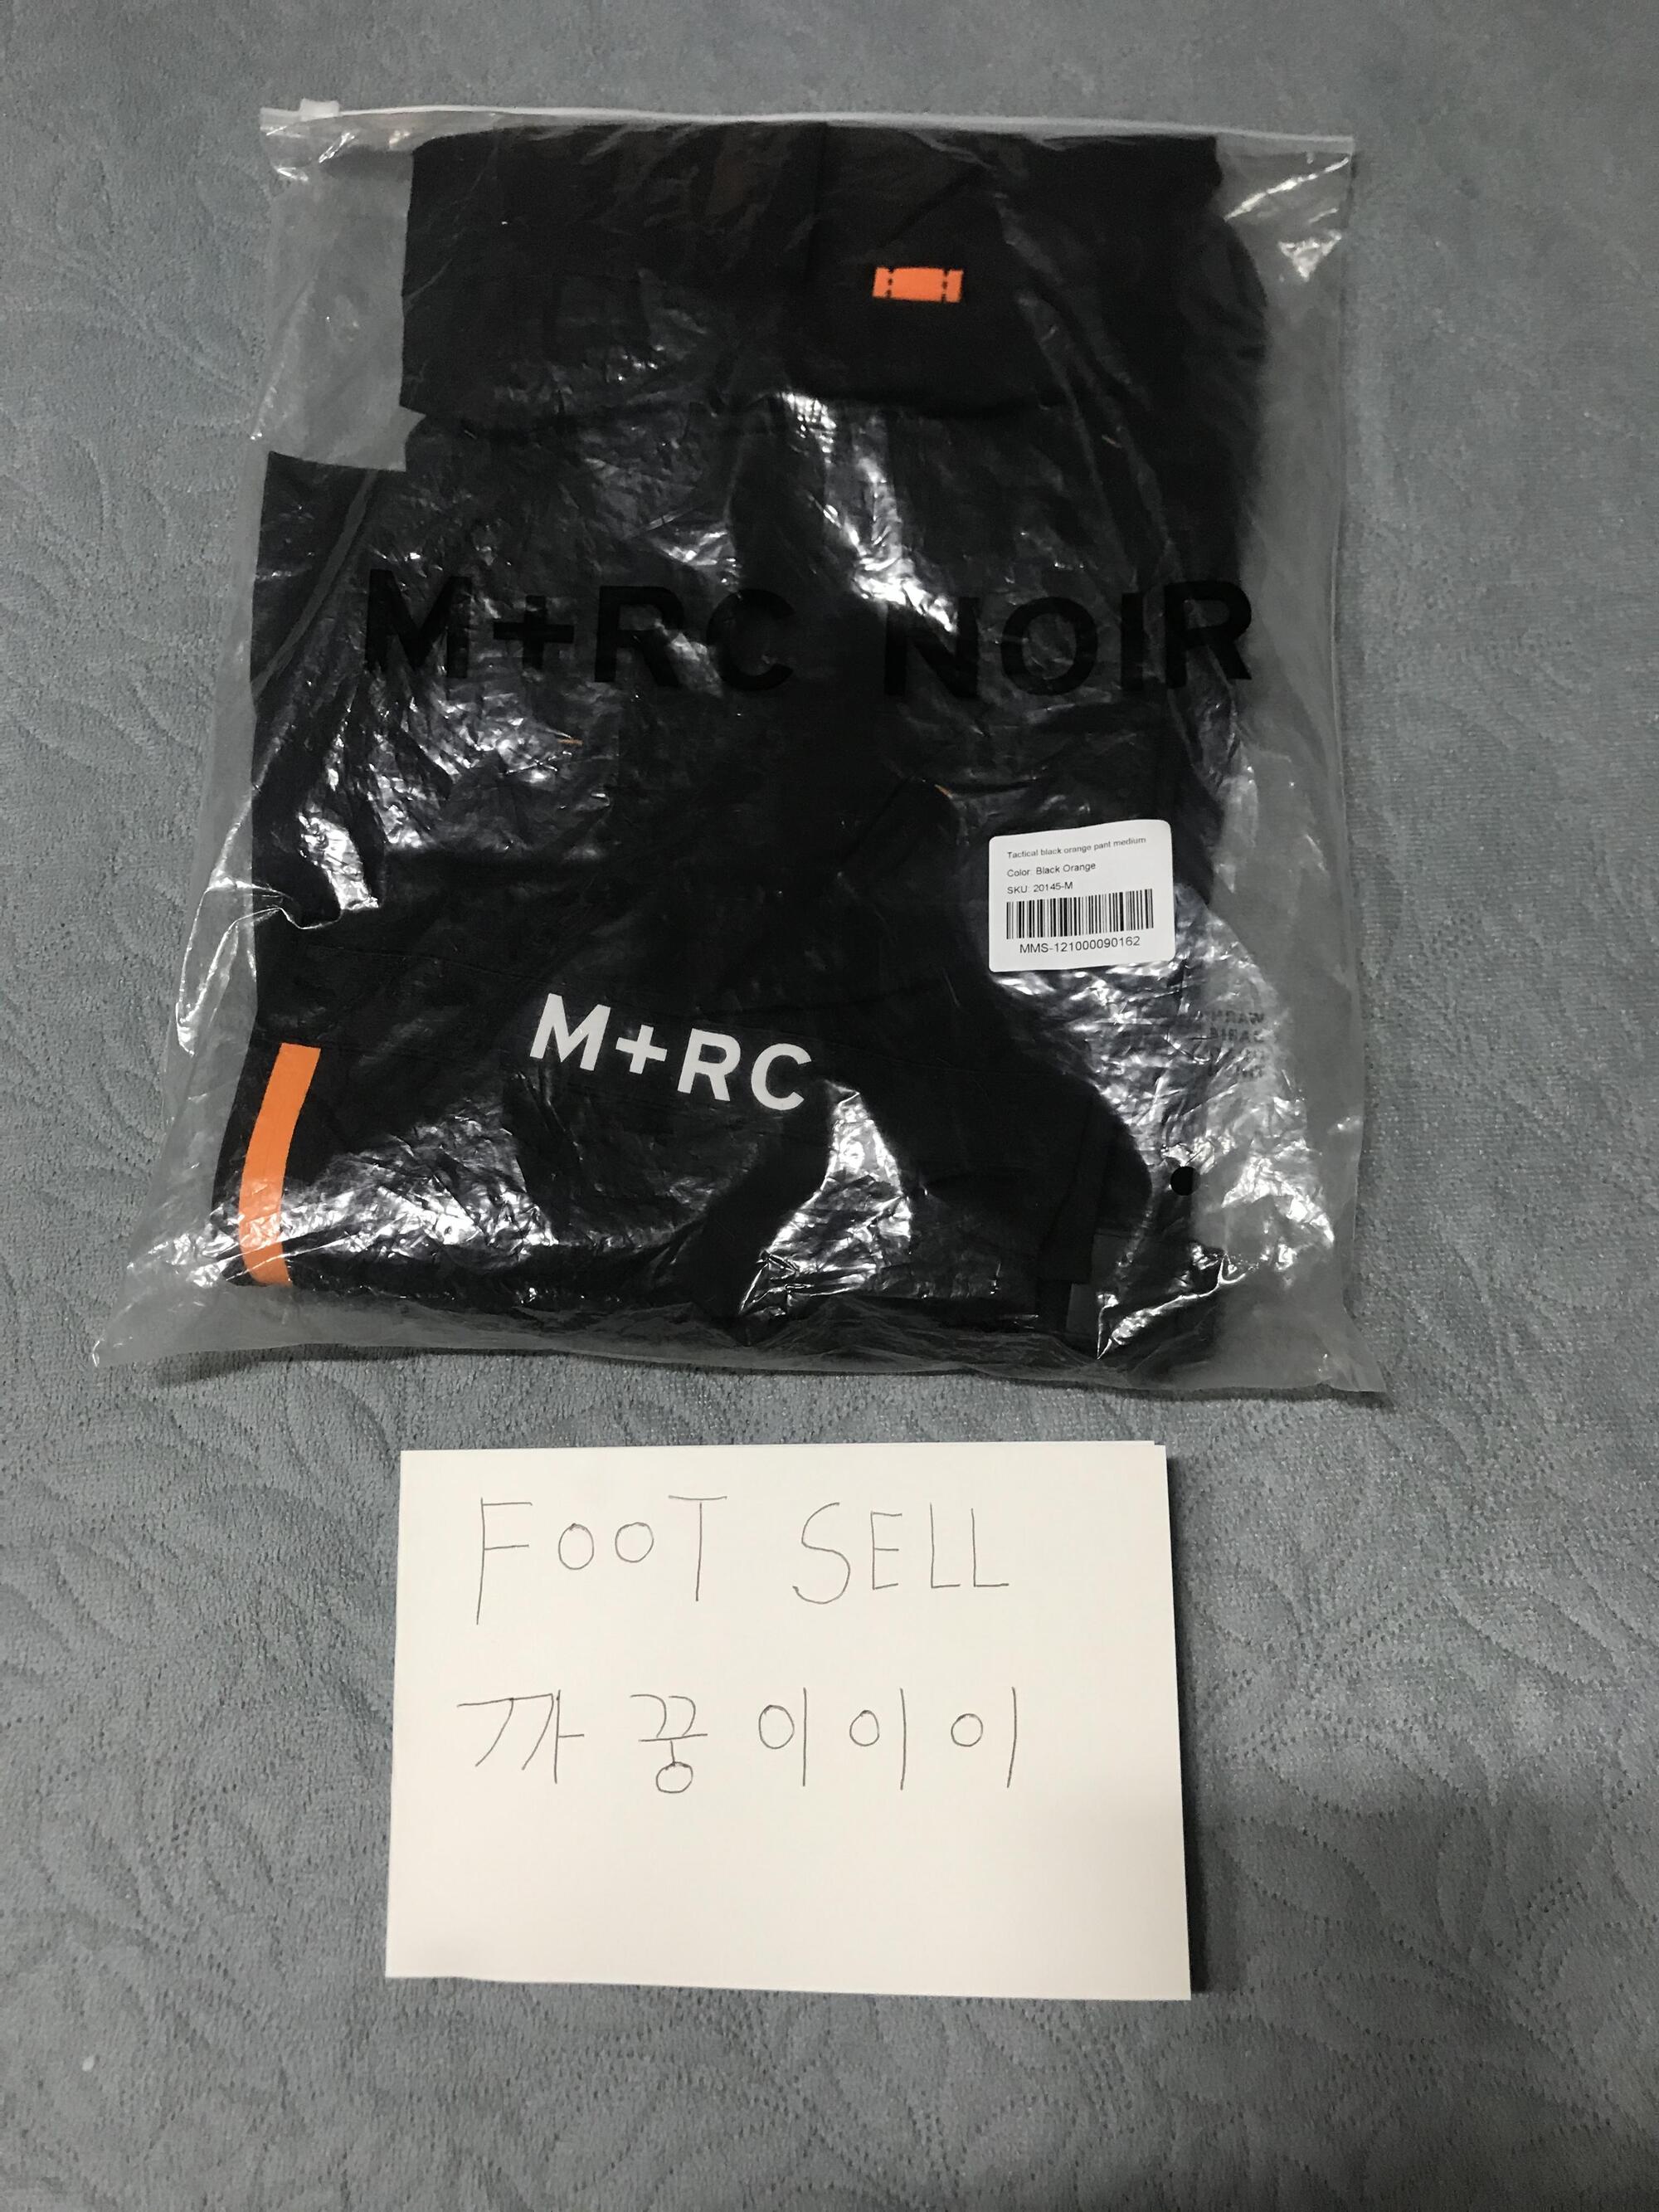 M+RC NOIR
Tactical black orange pant medium
Color: Black Orange
SKU: 20145-M
MMS-121000090162
M+RC
FOOT SELL
까꿍이이이